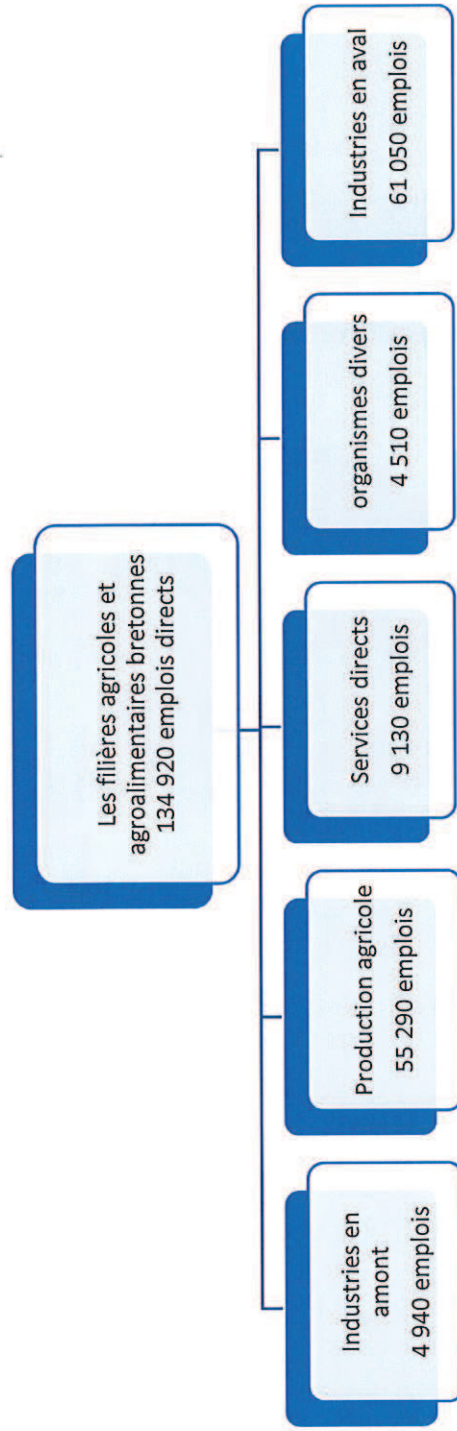 Les filières agricoles et
agroalimentaires bretonnes
134 920 emplois directs
Industries en
amont
4 940 emplois
Production agricole
55 290 emplois
Services directs
9 130 emplois
organismes divers
4 510 emplois
Industries en aval
61 050 emplois